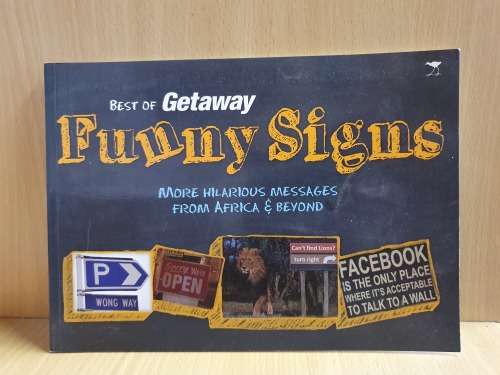 BEST OF Getaway
Funny Signs
MORE HILARIOUS MESSAGES
FROM AFRICA & BEYOND
P
WONG WAY
OPEN
Can't find Lions?
turn right
FACEBOOK
IS THE ONLY PLACE
WHERE IT'S ACCEPTABLE
TO TALK TO A WALL